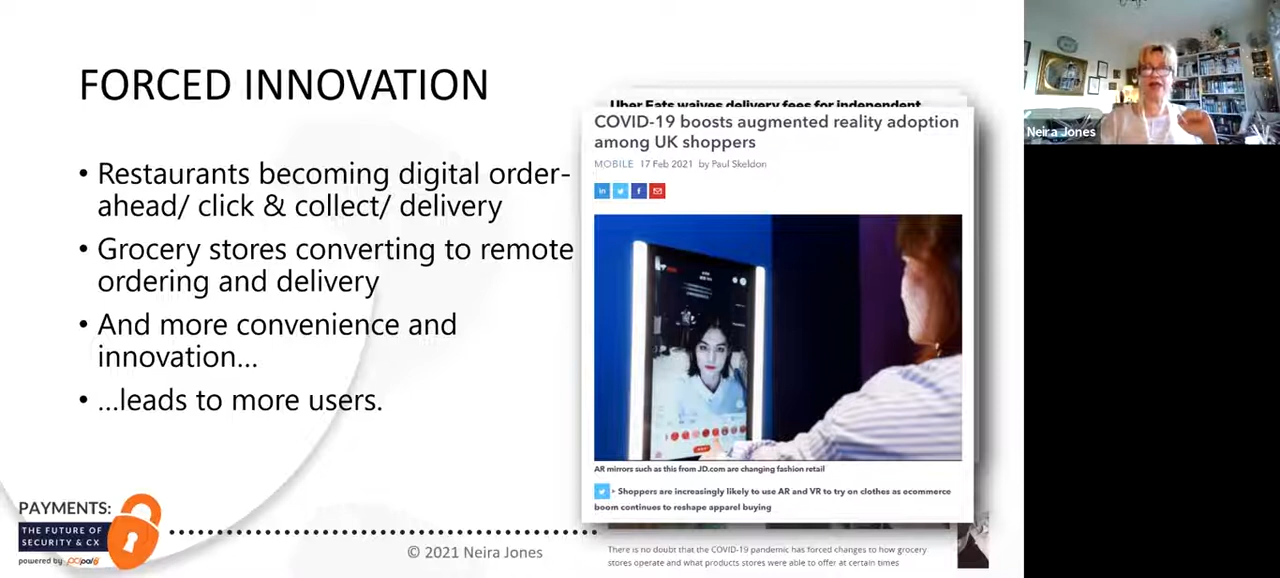 FORCED INNOVATION
• Restaurants becoming digital order-
ahead/ click & collect/ delivery
• Grocery stores converting to remote
ordering and delivery
• And more convenience and
innovation...
• ...leads to more users.
Uber Eats waives delivery fees for independent
COVID-19 boosts augmented reality adoption
among UK shoppers
MOBILE 17 Feb 2021 by Paul Skeldon
in f
AR mirrors such as this from JD.com are changing fashion retail
Shoppers are increasingly likely to use AR and VR to try on clothes as ecommerce
boom continues to reshape apparel buying
There is no doubt that the COVID-19 pandemic has forced changes to how grocery
stores operate and what products stores were able to offer at certain times
PAYMENTS:
THE FUTURE OF
SECURITY & CX
powered by pcipal
© 2021 Neira Jones
Neira Jones